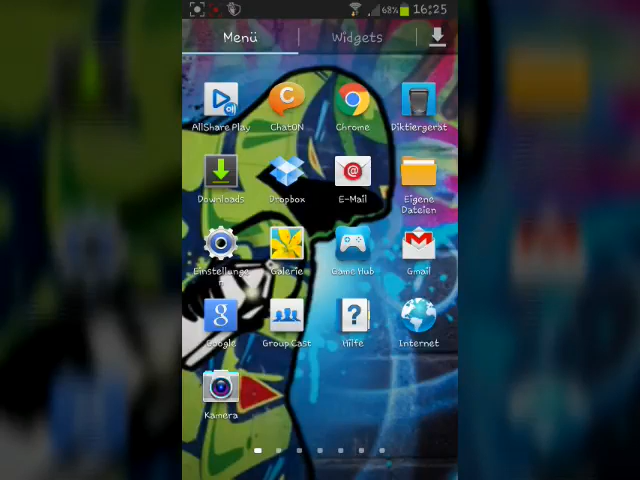 68% 16:25
Menü Widgets
AllShare Play ChatON Chrome Diktiergerät
Downloads Dropbox E-Mail Eigene
Dateien
Einstellunge
n
Galerie Game Hub Gmail
Google Group Cast Hilfe Internet
Kamera